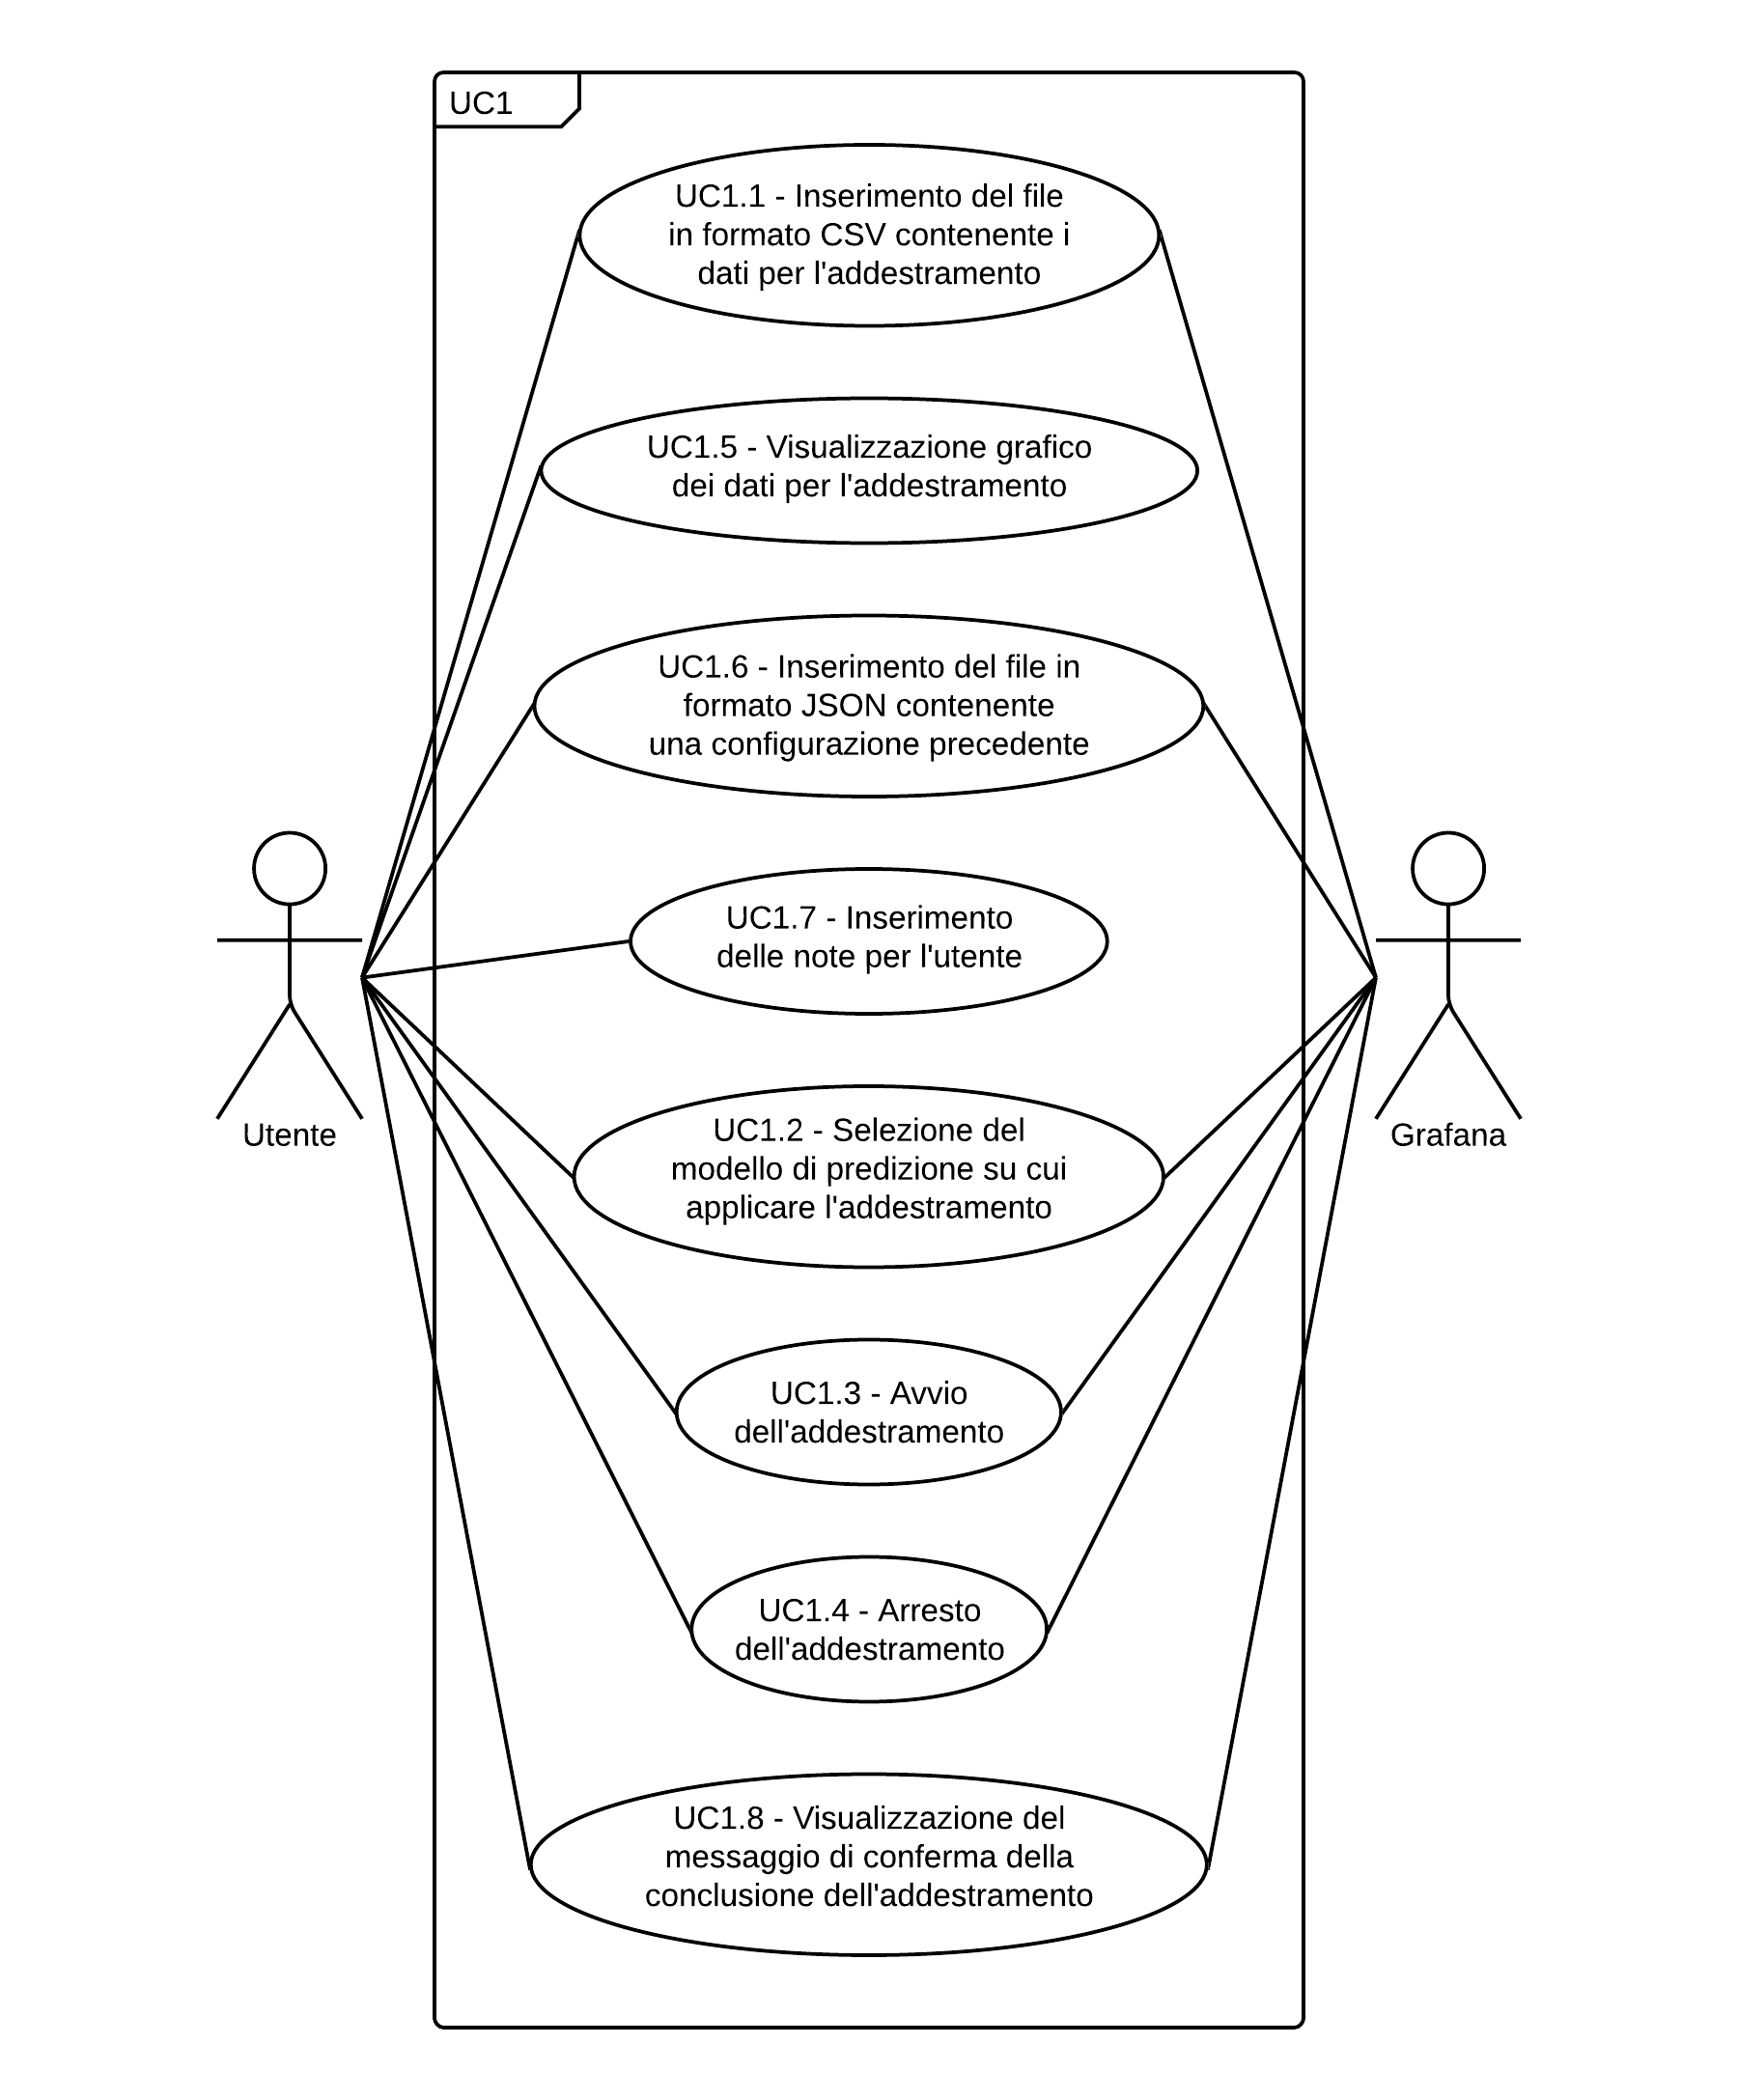 UC1
UC1.1 - Inserimento del file
in formato CSV contenente i
dati per l'addestramento
UC1.5 - Visualizzazione grafico
dei dati per l'addestramento
UC1.6 - Inserimento del file in
formato JSON contenente
una configurazione precedente
UC1.7 - Inserimento
delle note per l'utente
Utente
Grafana
UC1.2 - Selezione del
modello di predizione su cui
applicare l'addestramento
UC1.3 - Avvio
dell'addestramento
UC1.4 - Arresto
dell'addestramento
UC1.8 - Visualizzazione del
messaggio di conferma della
conclusione dell'addestramento